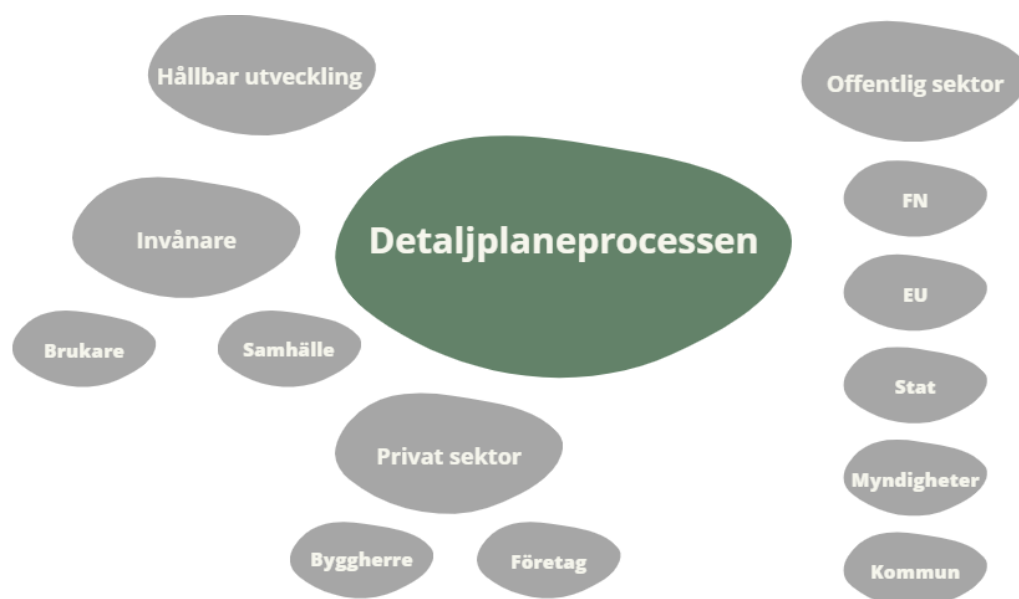 Hållbar utveckling
Offentlig sektor
FN
Invånare
Detaljplaneprocessen
EU
Brukare
Samhälle
Stat
Privat sektor
Myndigheter
Byggherre
Företag
Kommun